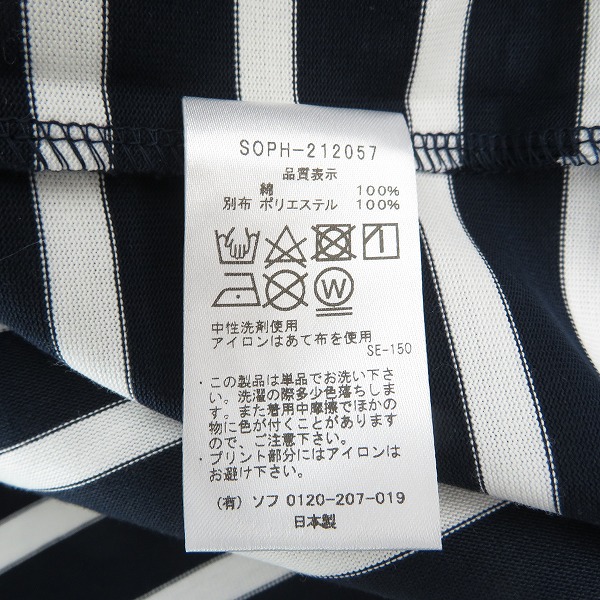 SOPH-212057
品質表示
綿 100%
別布 ポリエステル 100%
W
中性洗剤使用
アイロンはあて布を使用
SE-150
・この製品は単品でお洗い下さ
い。洗濯の際多少色落ちしま
す。また着用中摩擦でほかの
物に色が付くことがあります
ので、ご注意下さい。
・プリント部分にはアイロンは
お避け下さい。
(有) ソフ 0120-207-019
日本製